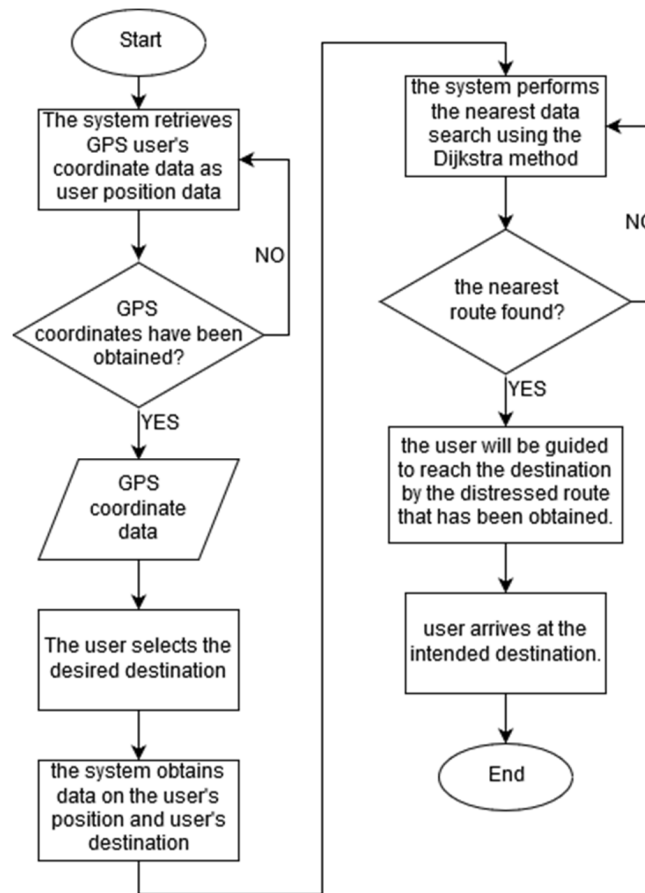 Start
The system retrieves
GPS user's
coordinate data as
user position data
NO
GPS
coordinates have been
obtained?
YES
GPS
coordinate
data
The user selects the
desired destination
the system obtains
data on the user's
position and user's
destination
the system performs
the nearest data
search using the
Dijkstra method
NO
the nearest
route found?
YES
the user will be guided
to reach the destination
by the distressed route
that has been obtained.
user arrives at the
intended destination.
End